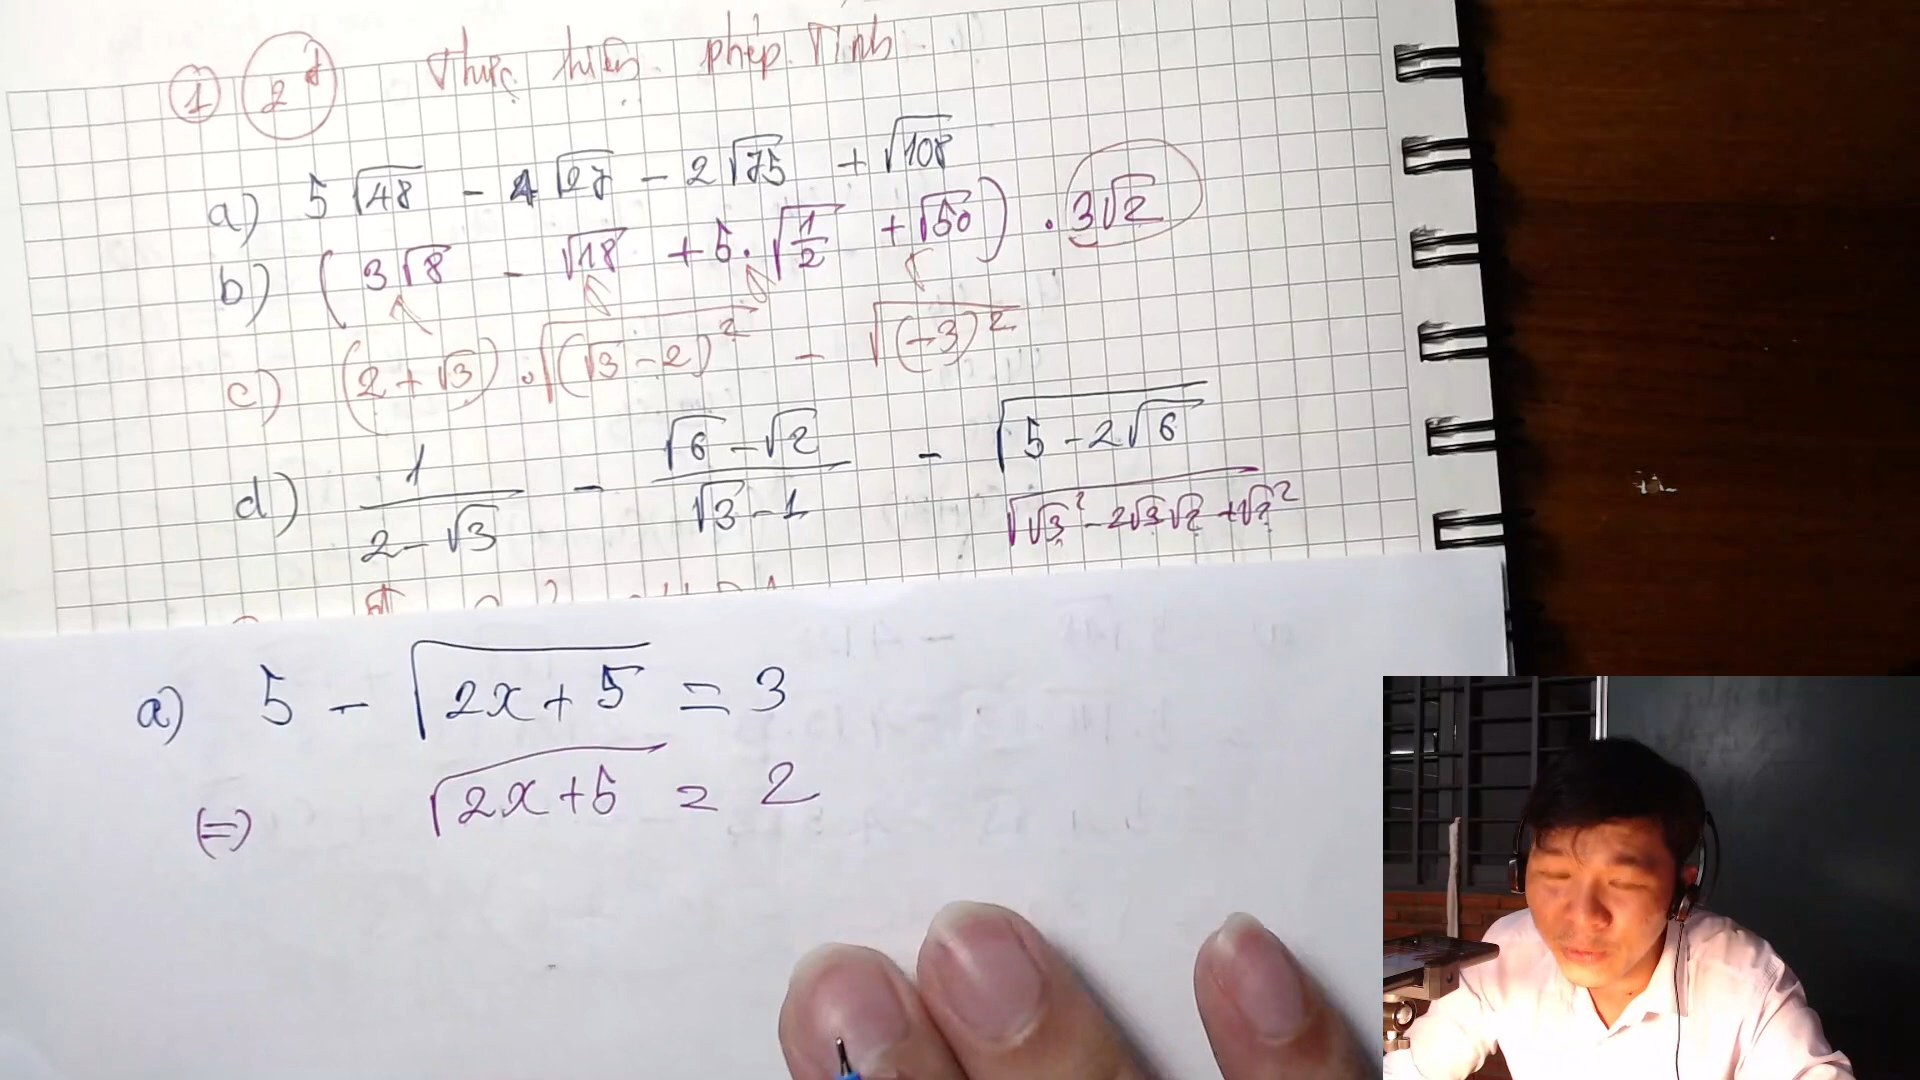 ① 2đ Thực hiện phép tính
a) 5√48 - 4√27 - 2√75 + √108
b) (3√8 - √18 + 5.√(1/2) + √50) . 3√2
c) (2 + √3) . √((√3 - 2)²) - √((-3)²)
d) 1/(2 - √3) - (√6 - √2)/(√3 - 1) - √(5 - 2√6)
√(√3² - 2√3√2 + √2²)
a) 5 - √(2x + 5) = 3
(=) √(2x + 5) = 2